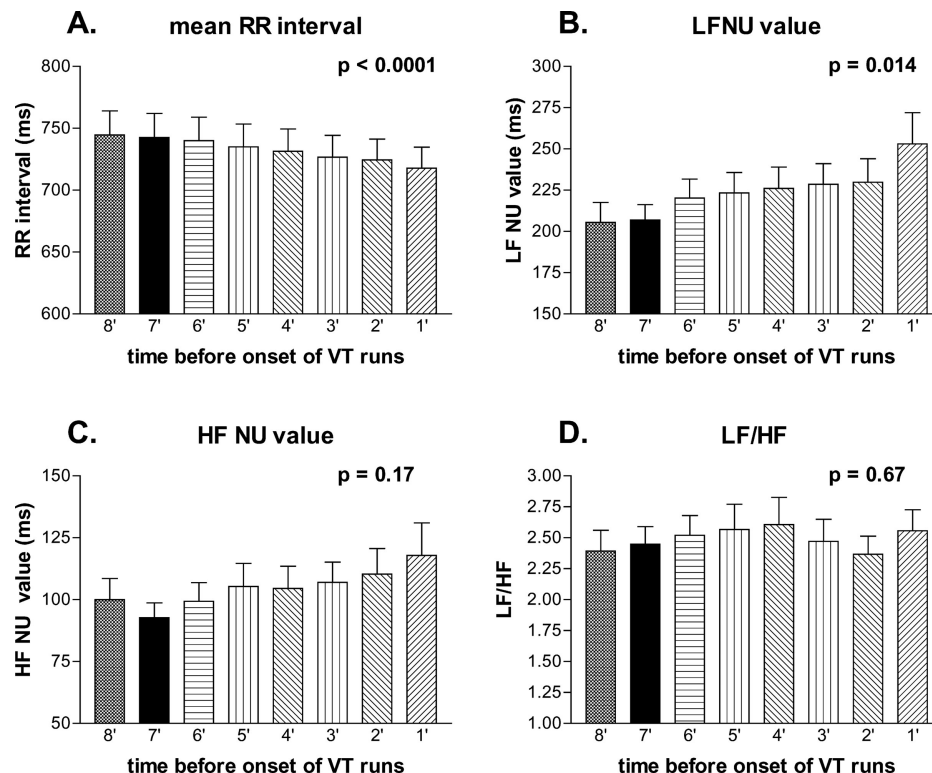 A. mean RR interval
p < 0.0001
RR interval (ms)
800
750
700
650
600
8' 7' 6' 5' 4' 3' 2' 1'
time before onset of VT runs
B. LFNU value
p = 0.014
LF NU value (ms)
300
275
250
225
200
175
150
8' 7' 6' 5' 4' 3' 2' 1'
time before onset of VT runs
C. HF NU value
p = 0.17
HF NU value (ms)
150
125
100
75
50
8' 7' 6' 5' 4' 3' 2' 1'
time before onset of VT runs
D. LF/HF
p = 0.67
LF/HF
3.00
2.75
2.50
2.25
2.00
1.75
1.50
1.25
1.00
8' 7' 6' 5' 4' 3' 2' 1'
time before onset of VT runs